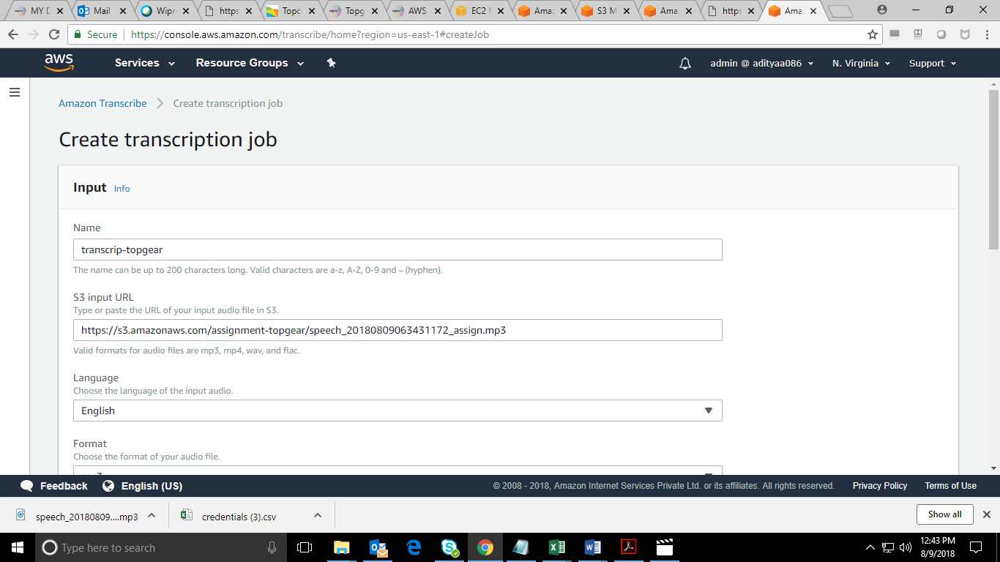 MY D
Mail
Wipr
https
Topc
Topg
AWS
EC2
Ama
S3 M
Ama
https
Ama
Secure
https://console.aws.amazon.com/transcribe/home?region=us-east-1#createJob
aws
Services
Resource Groups
admin @ adityaa086
N. Virginia
Support
Amazon Transcribe
Create transcription job
Create transcription job
Input Info
Name
transcrip-topgear
The name can be up to 200 characters long. Valid characters are a-z, A-Z, 0-9 and – (hyphen).
S3 input URL
Type or paste the URL of your input audio file in S3.
https://s3.amazonaws.com/assignment-topgear/speech_20180809063431172_assign.mp3
Valid formats for audio files are mp3, mp4, wav, and flac.
Language
Choose the language of the input audio.
English
Format
Choose the format of your audio file.
Feedback
English (US)
© 2008 - 2018, Amazon Internet Services Private Ltd. or its affiliates. All rights reserved.
Privacy Policy
Terms of Use
speech_20180809....mp3
credentials (3).csv
Show all
Type here to search
12:43 PM
8/9/2018